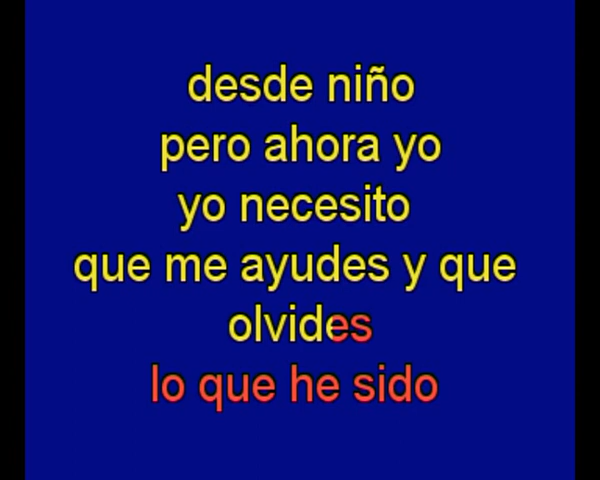 desde niño
pero ahora yo
yo necesito
que me ayudes y que
olvides
lo que he sido